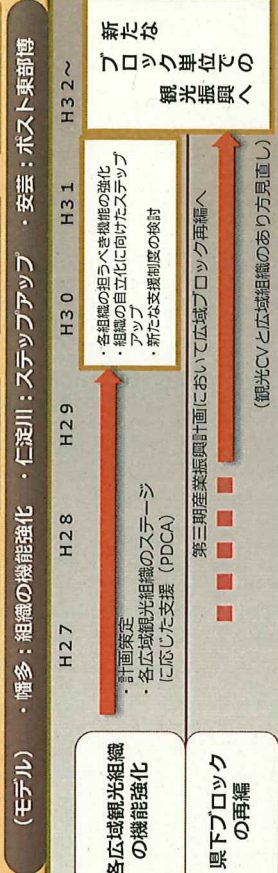 (モデル) ・幡多：組織の機能強化 ・仁淀川：ステップアップ ・安芸：ポスト東部博
H27 H28 H29 H30 H31 H32～
各広域観光組織
の機能強化
・計画策定
・各広域観光組織のステージ
に応じた支援（PDCA）
・各組織の担うべき機能の強化
・組織の自立化に向けたステップ
アップ
・新たな支援制度の検討
新たな
ブロック単位での
観光振興
へ
県下ブロック
の再編
第三期産業振興計画において広域ブロック再編へ
（観光CVと広域組織のあり方見直し）